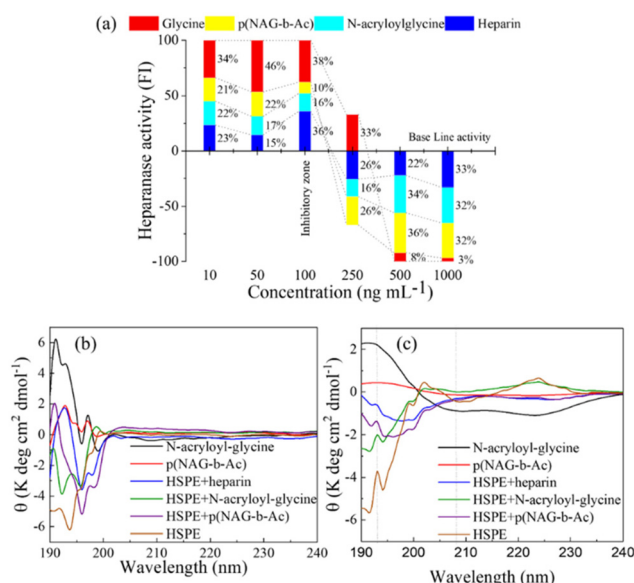 (a)
Glycine p(NAG-b-Ac) N-acryloylglycine Heparin
Heparanase activity (FI)
100
50
0
-50
-100
34%
21%
22%
23%
46%
22%
17%
15%
38%
10%
16%
36%
33%
26%
16%
26%
Base Line activity
22%
34%
36%
8%
33%
32%
32%
3%
Inhibitory zone
10 50 100 250 500 1000
Concentration (ng mL-1)
(b)
θ (K deg cm2 dmol-1)
6
4
2
0
-2
-4
-6
N-acryloyl-glycine
p(NAG-b-Ac)
HSPE+heparin
HSPE+N-acryloyl-glycine
HSPE+p(NAG-b-Ac)
HSPE
190 200 210 220 230 240
Wavelength (nm)
(c)
θ (K deg cm2 dmol-1)
2
0
-2
-4
-6
N-acryloyl-glycine
p(NAG-b-Ac)
HSPE+heparin
HSPE+N-acryloyl-glycine
HSPE+p(NAG-b-Ac)
HSPE
190 200 210 220 230 240
Wavelength (nm)